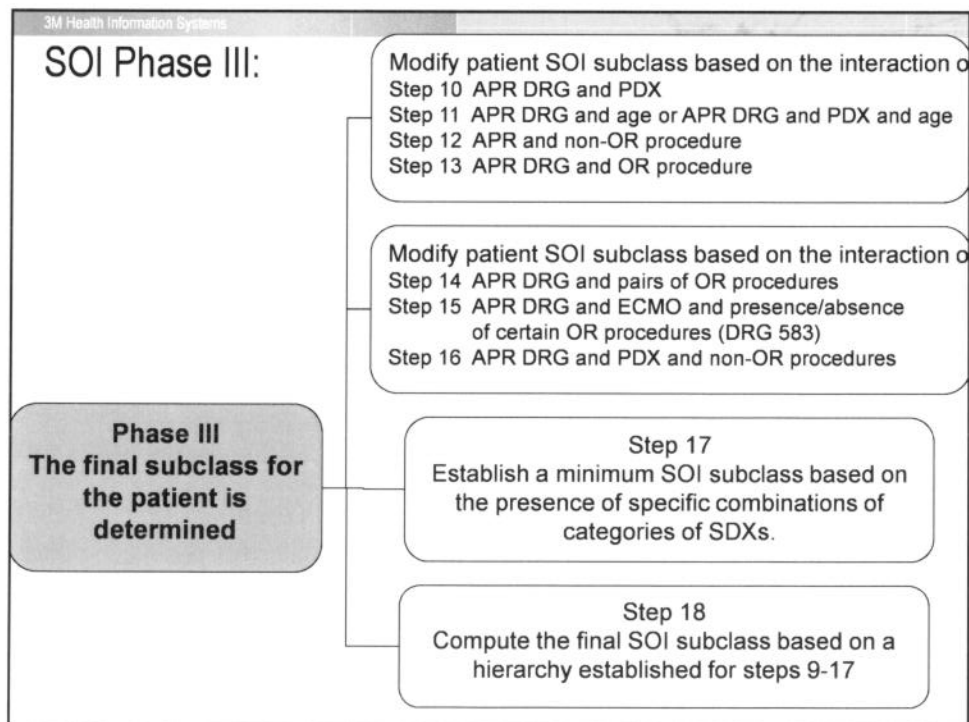 3M Health Information Systems
SOI Phase III:
Modify patient SOI subclass based on the interaction o
Step 10 APR DRG and PDX
Step 11 APR DRG and age or APR DRG and PDX and age
Step 12 APR and non-OR procedure
Step 13 APR DRG and OR procedure
Modify patient SOI subclass based on the interaction o
Step 14 APR DRG and pairs of OR procedures
Step 15 APR DRG and ECMO and presence/absence
of certain OR procedures (DRG 583)
Step 16 APR DRG and PDX and non-OR procedures
Phase III
The final subclass for
the patient is
determined
Step 17
Establish a minimum SOI subclass based on
the presence of specific combinations of
categories of SDXs.
Step 18
Compute the final SOI subclass based on a
hierarchy established for steps 9-17